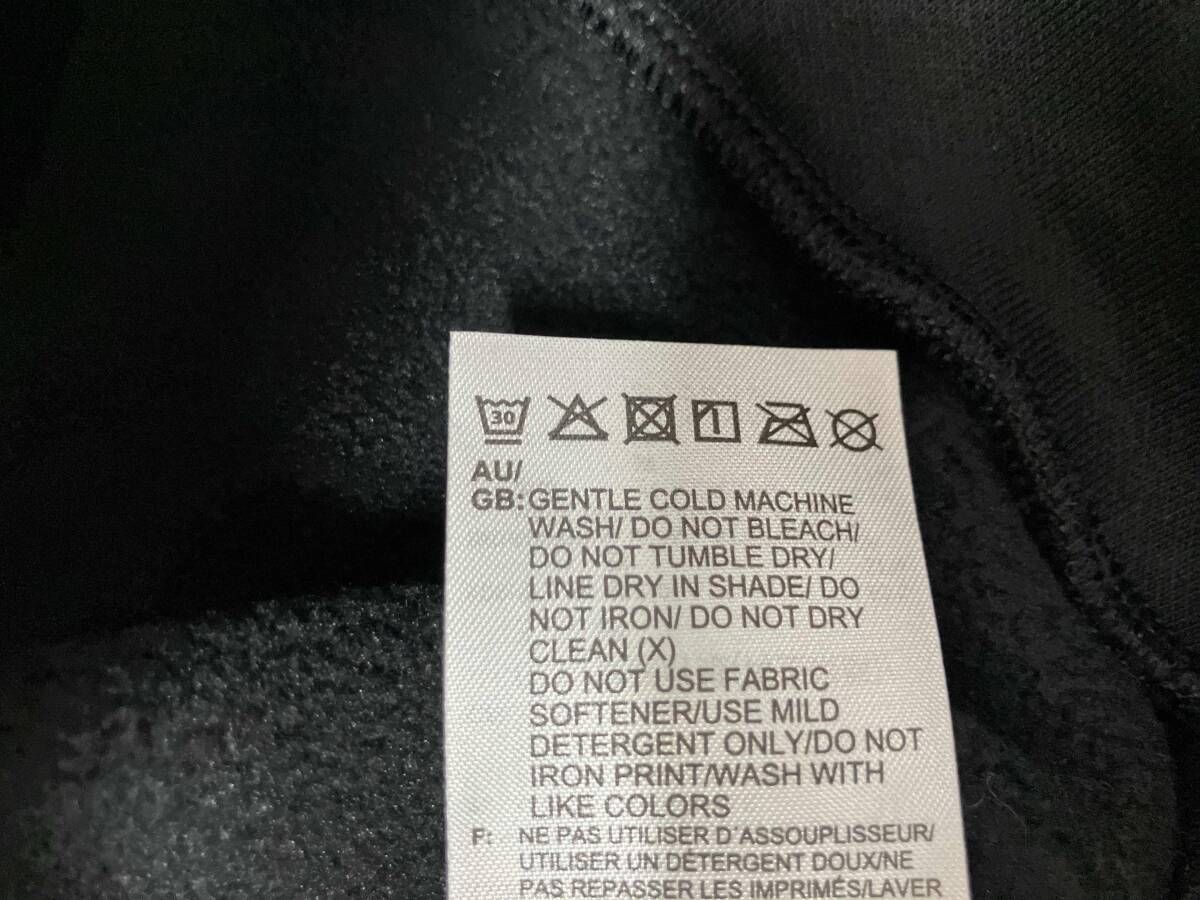 30
AU/
GB: GENTLE COLD MACHINE
WASH/ DO NOT BLEACH/
DO NOT TUMBLE DRY/
LINE DRY IN SHADE/ DO
NOT IRON/ DO NOT DRY
CLEAN (X)
DO NOT USE FABRIC
SOFTENER/USE MILD
DETERGENT ONLY/DO NOT
IRON PRINT/WASH WITH
LIKE COLORS
F: NE PAS UTILISER D'ASSOUPLISSEUR/
UTILISER UN DÉTERGENT DOUX/NE
PAS REPASSER LES IMPRIMÉS/LAVER